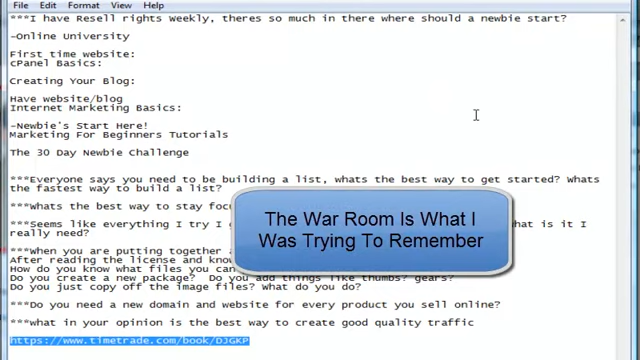 File Edit Format View Help
***I have Resell rights weekly, theres so much in there where should a newbie start?
-Online University
First time website:
cPanel Basics:
Creating Your Blog:
Have website/blog
Internet Marketing Basics:
-Newbie's Start Here!
Marketing For Beginners Tutorials
The 30 Day Newbie Challenge
***Everyone says you need to be building a list, whats the best way to get started? Whats
the fastest way to build a list?
***Whats the best way to stay focu
***Seems like everything I try I g
what is it I
really need?
***When you are putting together a
After reading the license and know
How do you know what files you can
Do you create a new package? Do you add things like thumbs? gears?
Do you just copy off the image files? What do you do?
The War Room Is What I
Was Trying To Remember
***Do you need a new domain and website for every product you sell online?
***what in your opinion is the best way to create good quality traffic
https://www.timetrade.com/book/DJGKP